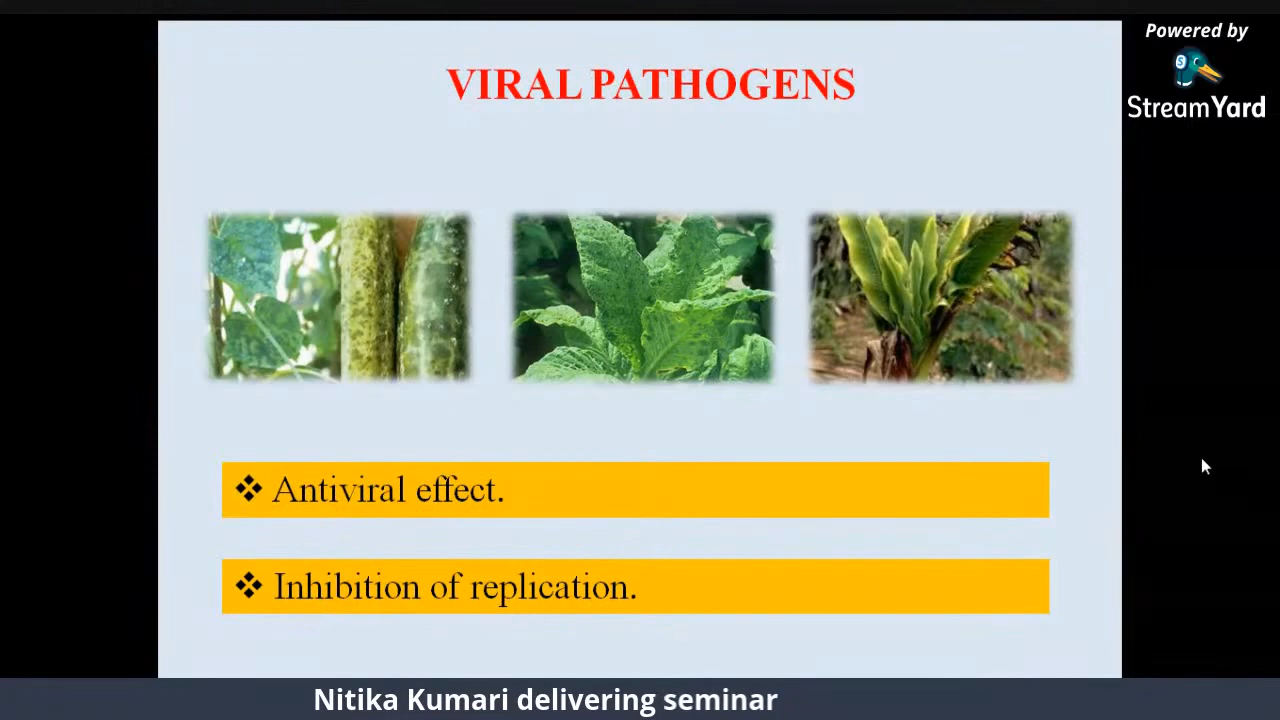 Powered by
StreamYard
VIRAL PATHOGENS
❖ Antiviral effect.
❖ Inhibition of replication.
Nitika Kumari delivering seminar